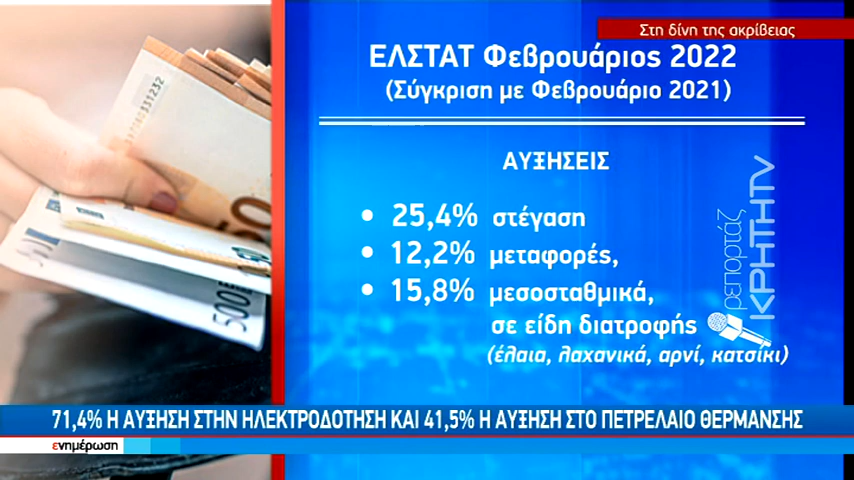 Στη δίνη της ακρίβειας
ΕΛΣΤΑΤ Φεβρουάριος 2022
(Σύγκριση με Φεβρουάριο 2021)
ΑΥΞΗΣΕΙΣ
• 25,4% στέγαση
• 12,2% μεταφορές,
• 15,8% μεσοσταθμικά,
σε είδη διατροφής
(έλαια, λαχανικά, αρνί, κατσίκι)
ρεπορτάζ
ΚΡΗΤΗTV
500
71,4% Η ΑΥΞΗΣΗ ΣΤΗΝ ΗΛΕΚΤΡΟΔΟΤΗΣΗ ΚΑΙ 41,5% Η ΑΥΞΗΣΗ ΣΤΟ ΠΕΤΡΕΛΑΙΟ ΘΕΡΜΑΝΣΗΣ
ενημέρωση